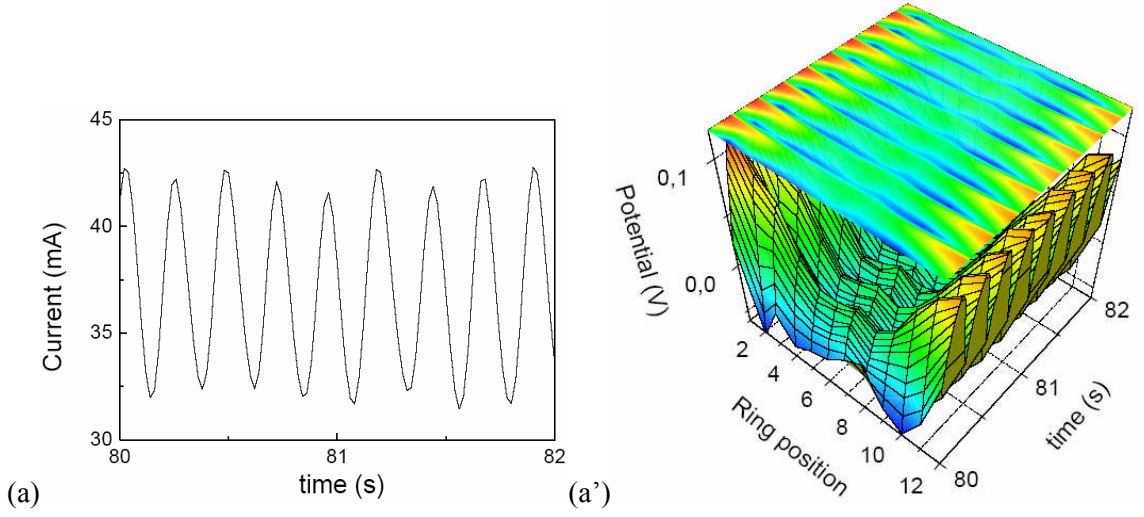 45
40
35
30
Current (mA)
80
81
82
time (s)
(a)
0,1
0,0
Potential (V)
2
4
6
8
10
12
Ring position
80
81
82
time (s)
(a’)